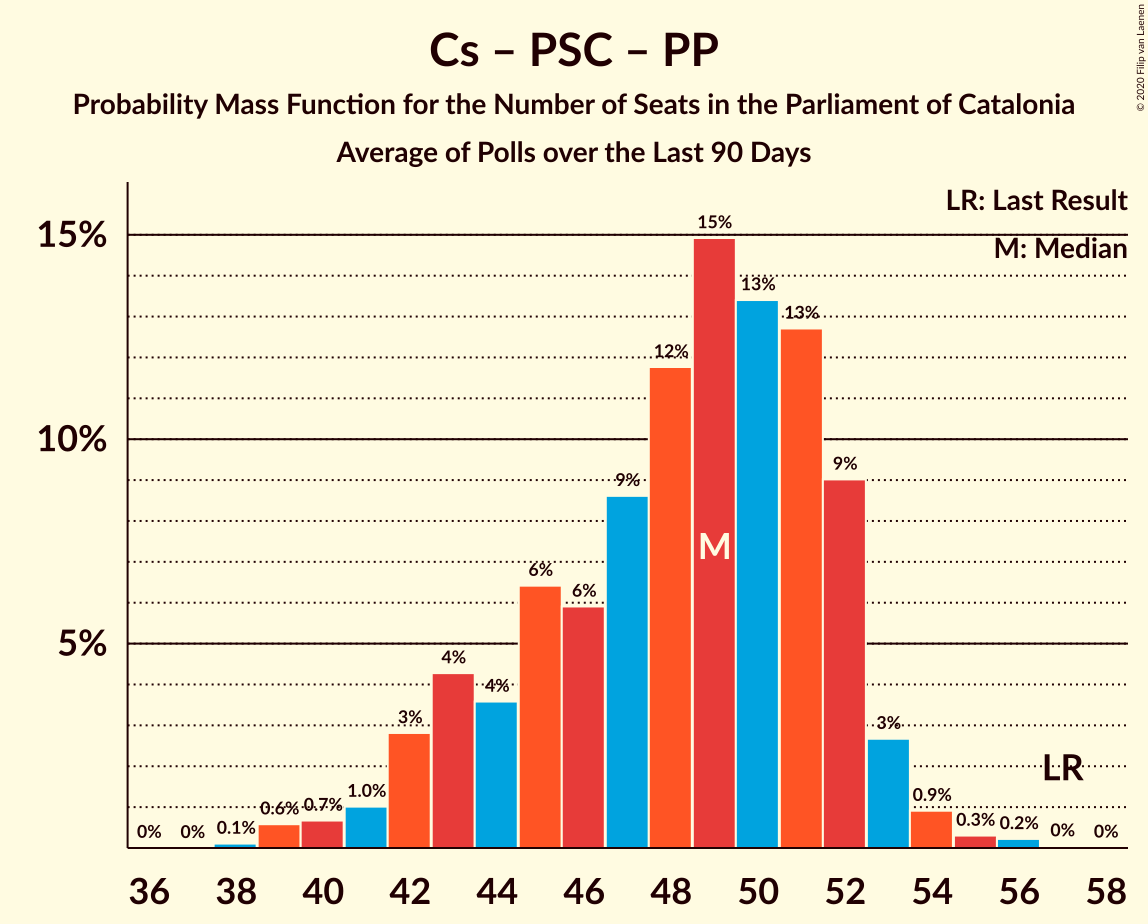 Cs – PSC – PP
Probability Mass Function for the Number of Seats in the Parliament of Catalonia
Average of Polls over the Last 90 Days
© 2020 Filip van Laenen
LR: Last Result
M: Median
15%
10%
5%
0%
0%
0.1%
0.6%
0.7%
1.0%
3%
4%
4%
6%
6%
9%
12%
15%
13%
13%
9%
3%
0.9%
0.3%
0.2%
0%
0%
M
LR
36 38 40 42 44 46 48 50 52 54 56 58